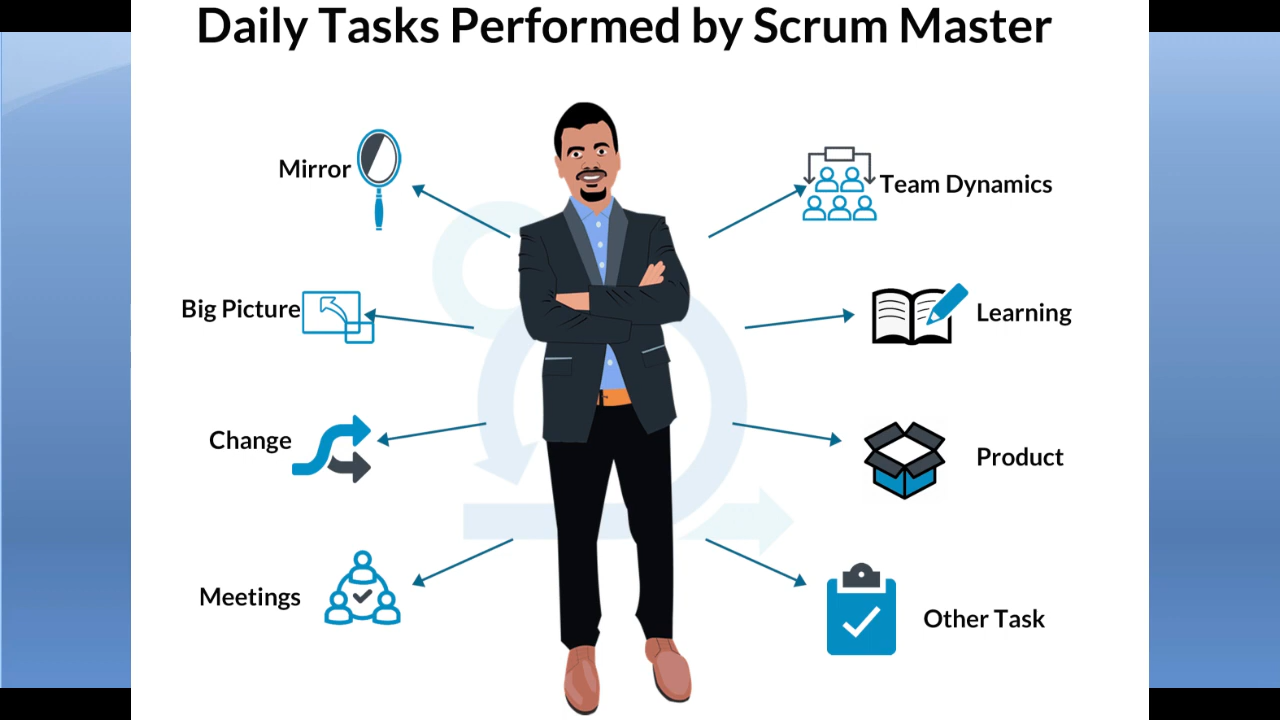 Daily Tasks Performed by Scrum Master
Mirror
Team Dynamics
Big Picture
Learning
Change
Product
Meetings
Other Task